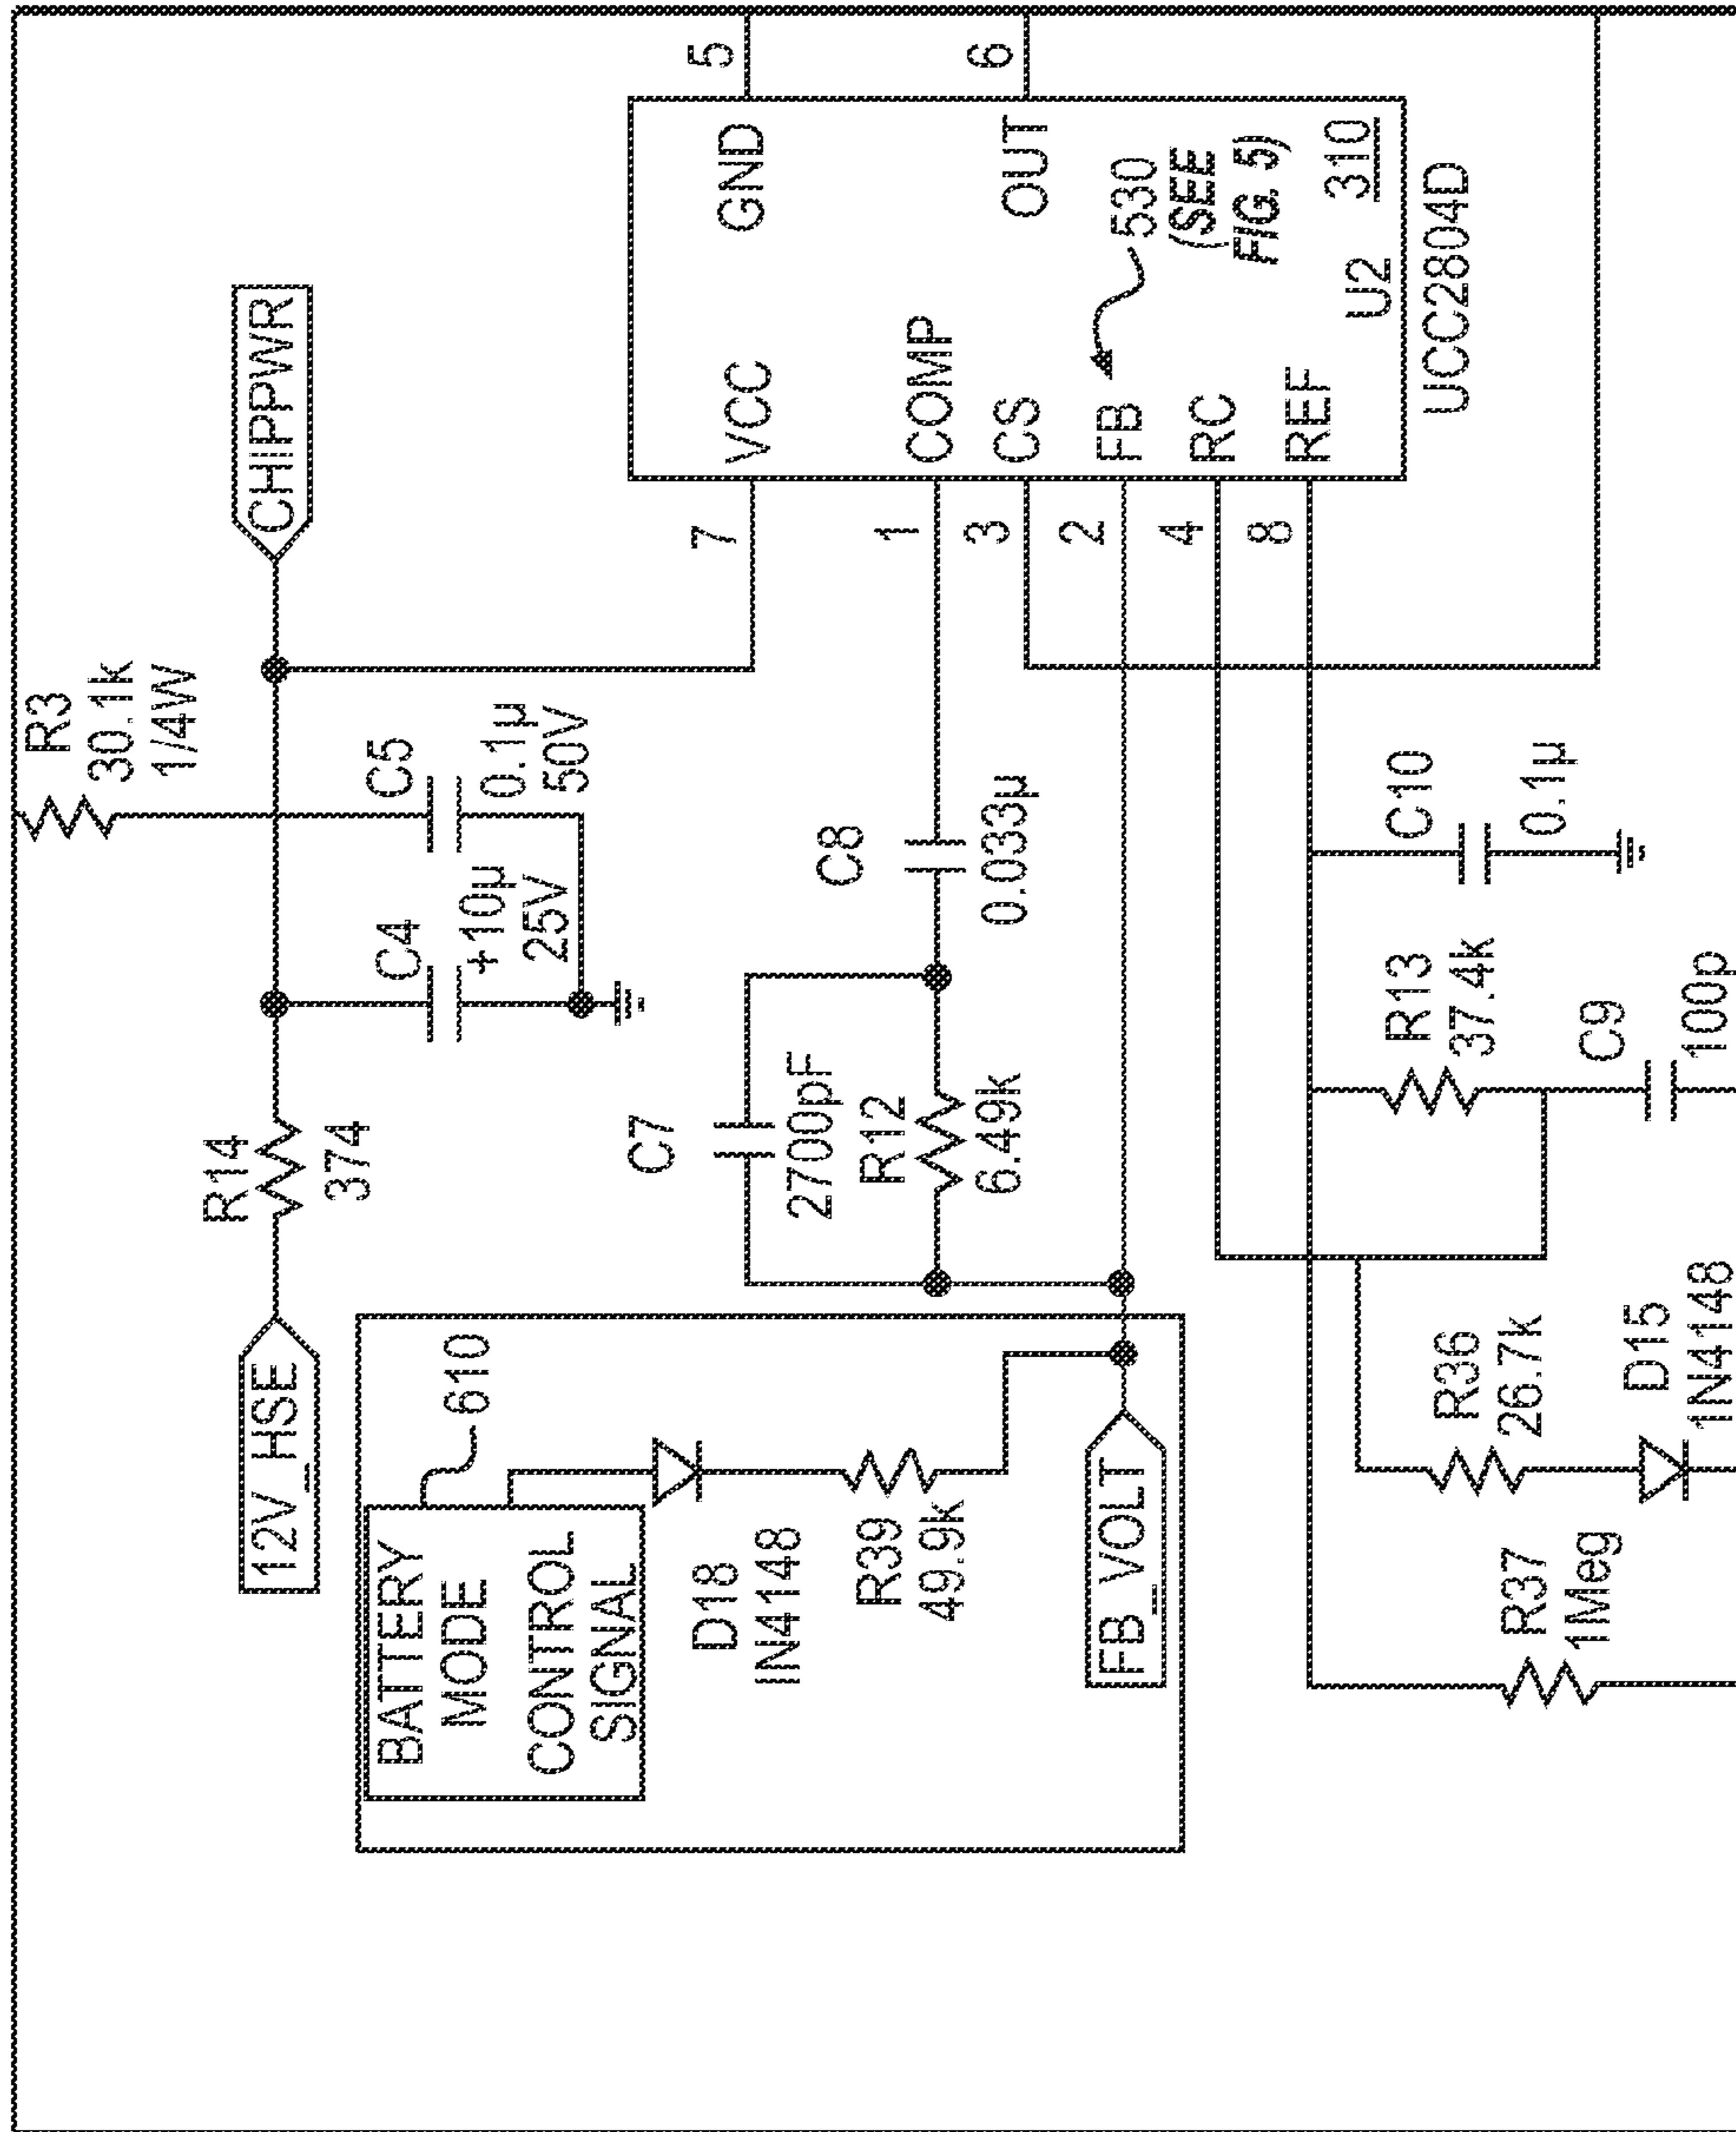 R3
30.1k
1/4W
CHIPPWR
12V_HSE
R14
374
C4
+10µ
25V
C5
0.1µ
50V
5
GND
6
OUT
VCC
7
COMP
1
CS
3
FB
2
RC
4
REF
8
530
(SEE
FIG. 5)
U2
310
UCC2804D
C8
0.033µ
C7
2700pF
R12
6.49k
BATTERY
MODE
CONTROL
SIGNAL
610
D18
IN4148
R39
49.9k
FB_VOLT
C10
0.1µ
R13
37.4k
C9
100p
R36
26.7k
D15
1N4148
R37
1Meg